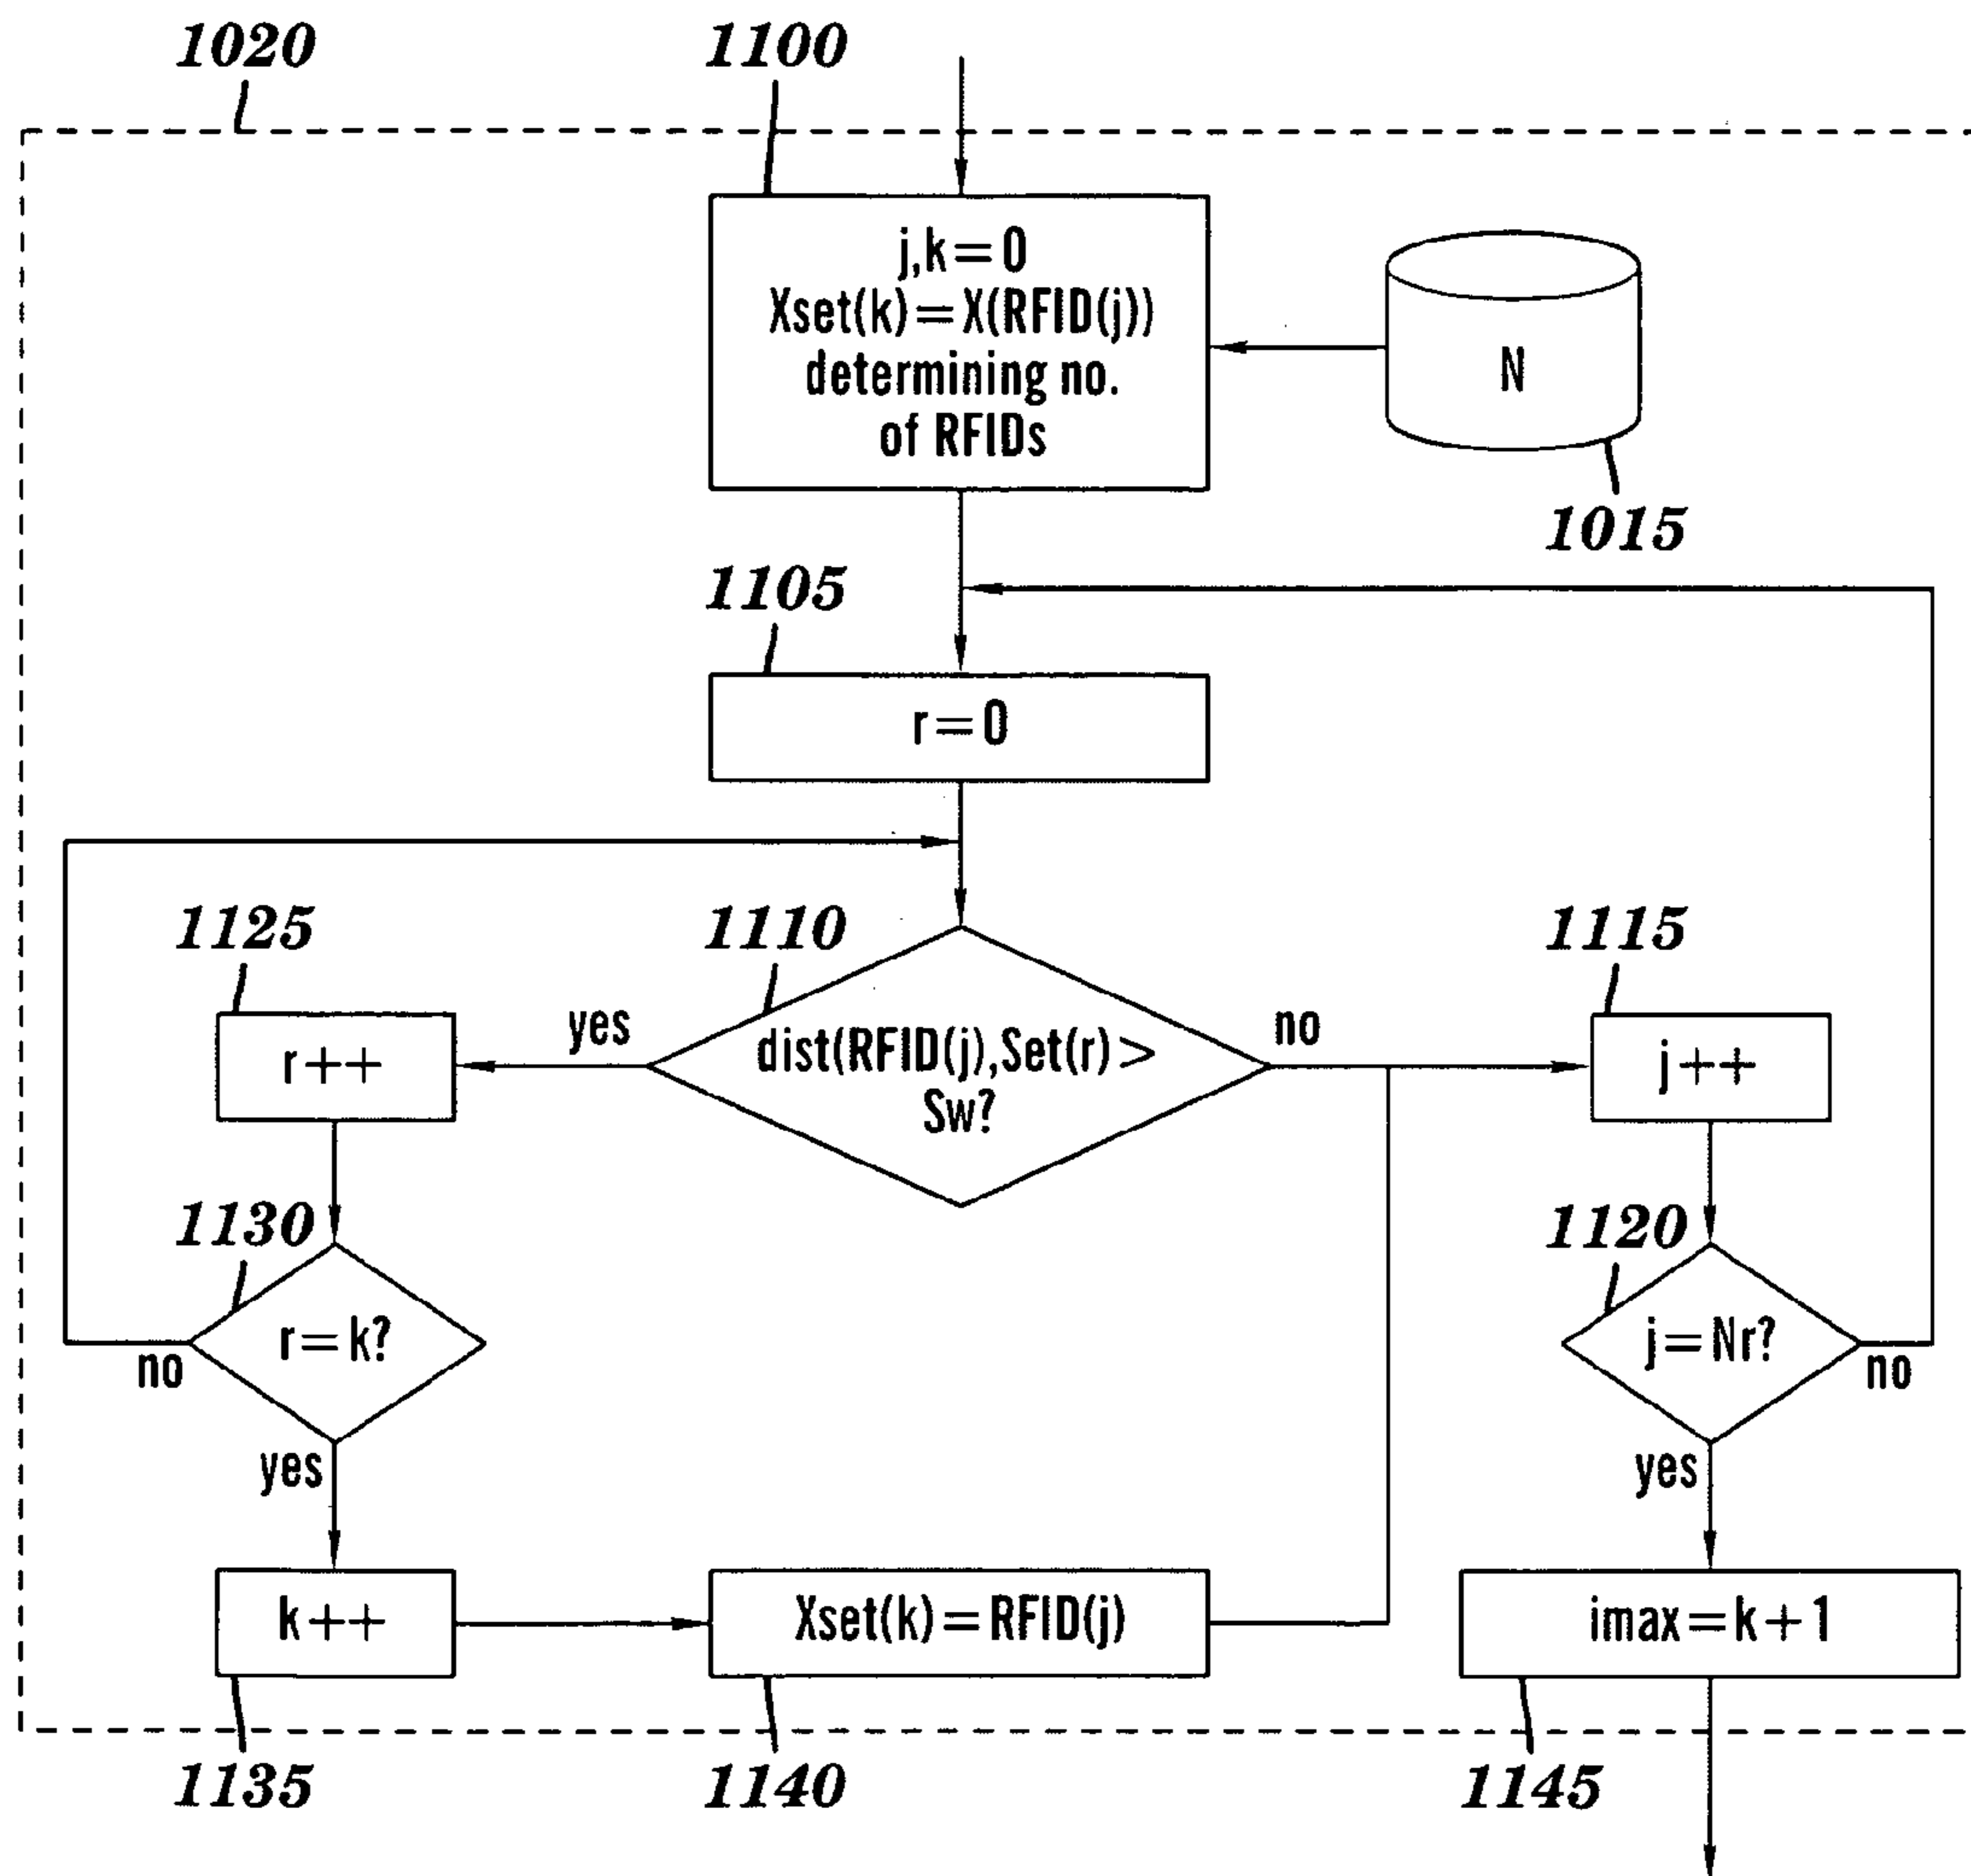 1020
1100
j,k=0
Xset(k)=X(RFID(j))
determining no.
of RFIDs
N
1015
1105
r=0
1125
1110
1115
yes
no
r++
dist(RFID(j),Set(r)>
Sw?
j++
1130
1120
r=k?
j=Nr?
no
no
yes
yes
k++
Xset(k)=RFID(j)
imax=k+1
1135
1140
1145